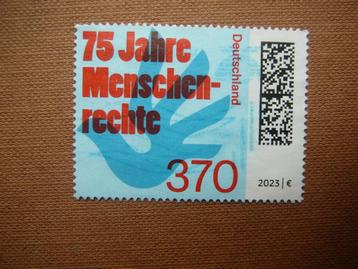 75 Jahre
Menschen-
rechte
Deutschland
370
2023 | €